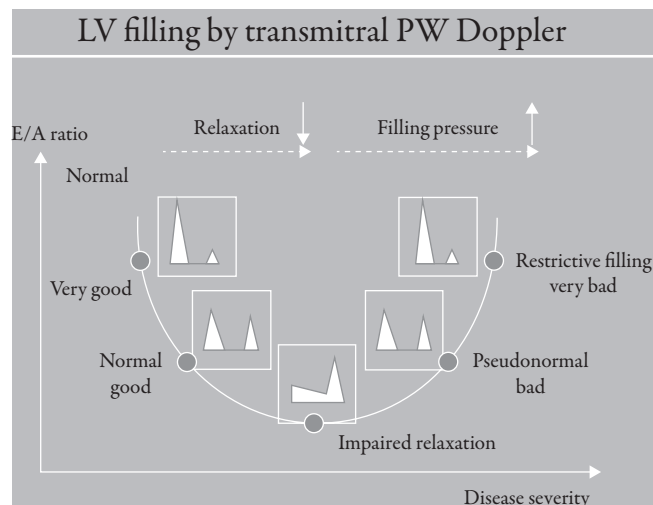 LV filling by transmitral PW Doppler
E/A ratio
Relaxation
Filling pressure
Normal
Very good
Restrictive filling
very bad
Normal
good
Pseudonormal
bad
Impaired relaxation
Disease severity